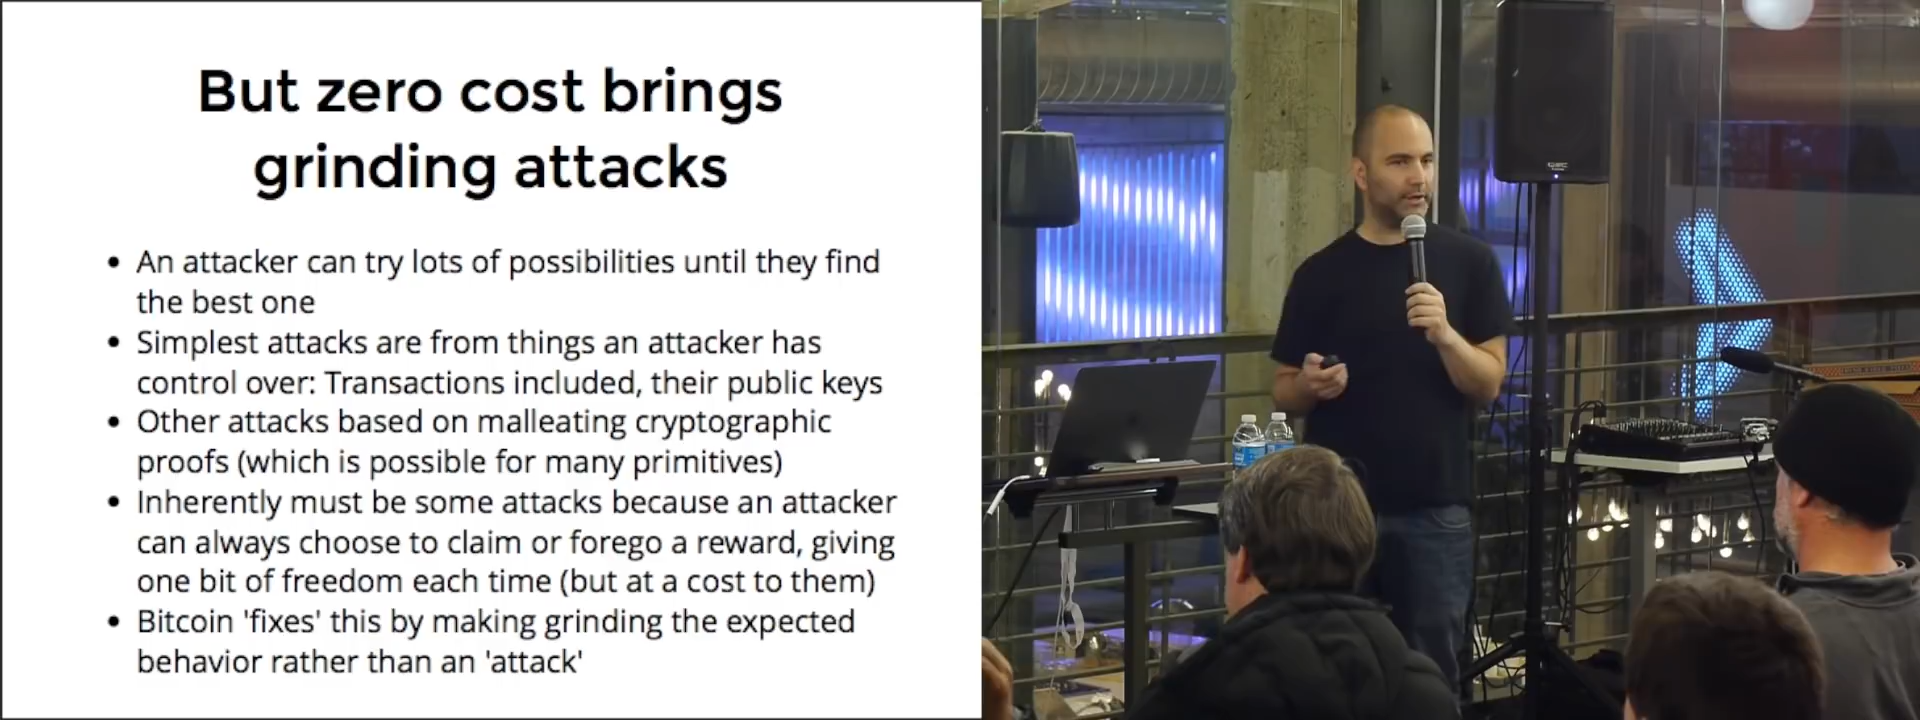 But zero cost brings
grinding attacks
An attacker can try lots of possibilities until they find
the best one
Simplest attacks are from things an attacker has
control over: Transactions included, their public keys
Other attacks based on malleating cryptographic
proofs (which is possible for many primitives)
Inherently must be some attacks because an attacker
can always choose to claim or forego a reward, giving
one bit of freedom each time (but at a cost to them)
Bitcoin 'fixes' this by making grinding the expected
behavior rather than an 'attack'